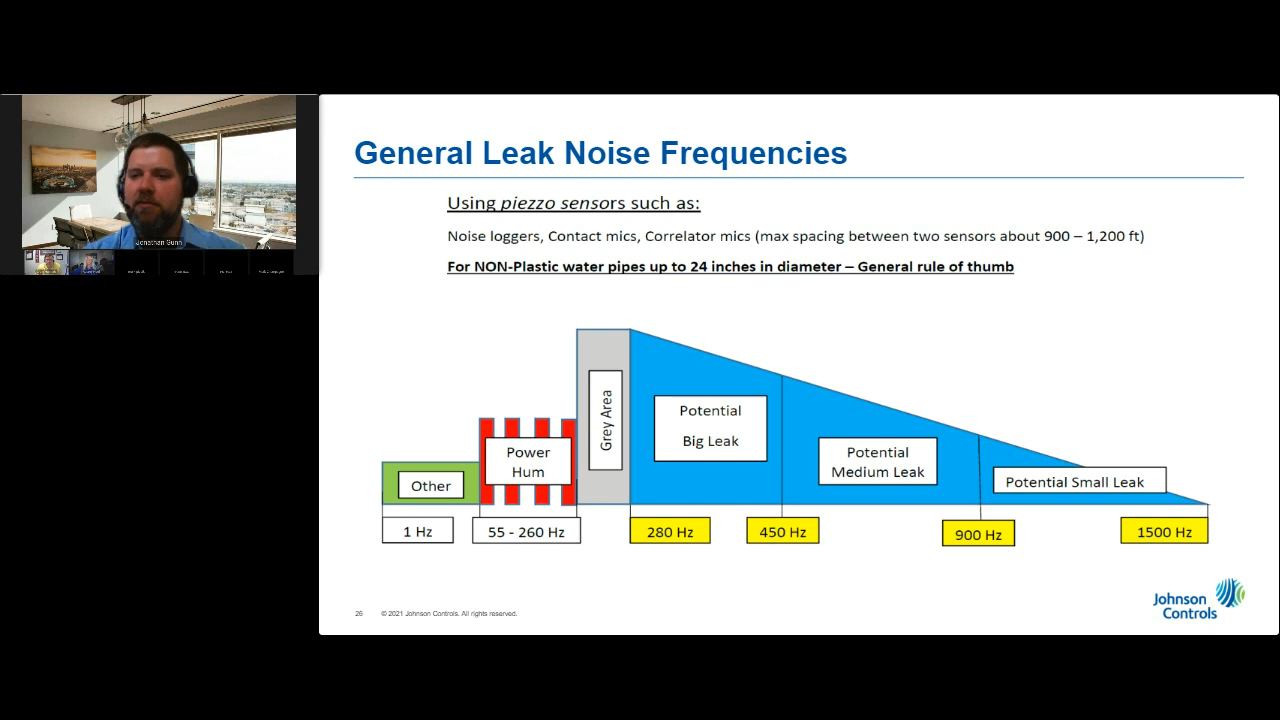 General Leak Noise Frequencies
Using piezzo sensors such as:
Noise loggers, Contact mics, Correlator mics (max spacing between two sensors about 900 – 1,200 ft)
For NON-Plastic water pipes up to 24 inches in diameter – General rule of thumb
Jonathan Gunn
Grey Area
Potential
Big Leak
Power
Hum
Potential
Medium Leak
Other
Potential Small Leak
1 Hz
55 - 260 Hz
280 Hz
450 Hz
900 Hz
1500 Hz
26
© 2021 Johnson Controls. All rights reserved.
Johnson
Controls